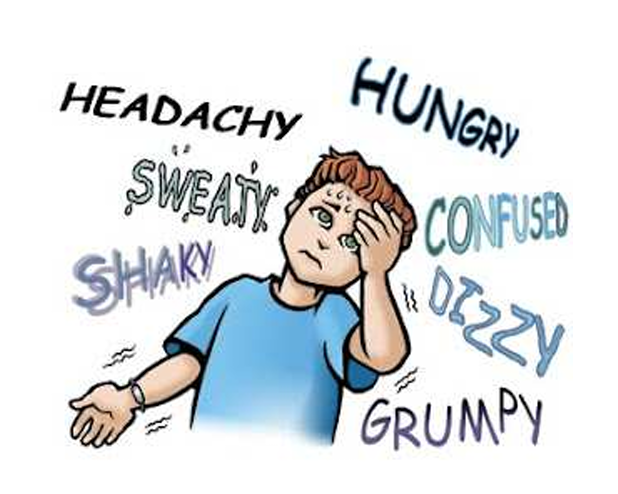 HEADACHY
HUNGRY
SWEATY
CONFUSED
SHAKY
DIZZY
GRUMPY